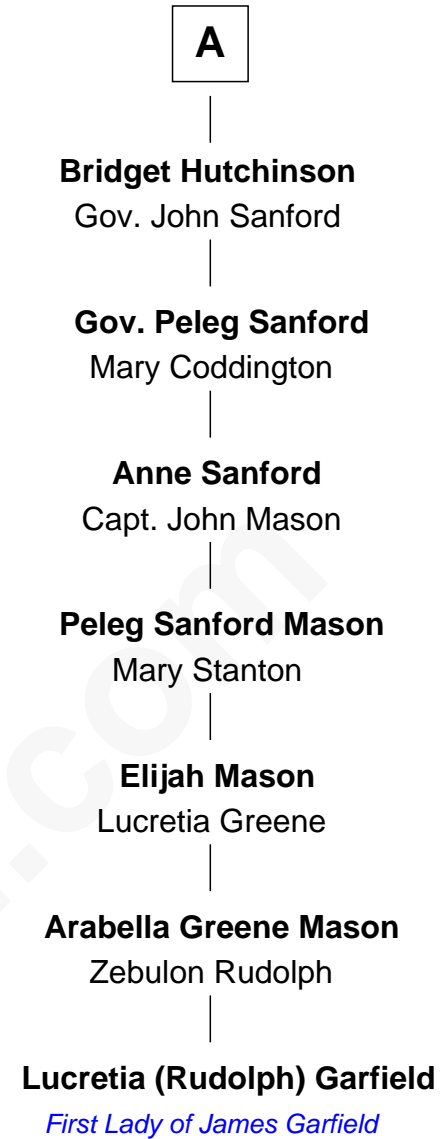 A
Bridget Hutchinson
Gov. John Sanford
Gov. Peleg Sanford
Mary Coddington
Anne Sanford
Capt. John Mason
Peleg Sanford Mason
Mary Stanton
Elijah Mason
Lucretia Greene
Arabella Greene Mason
Zebulon Rudolph
Lucretia (Rudolph) Garfield
First Lady of James Garfield